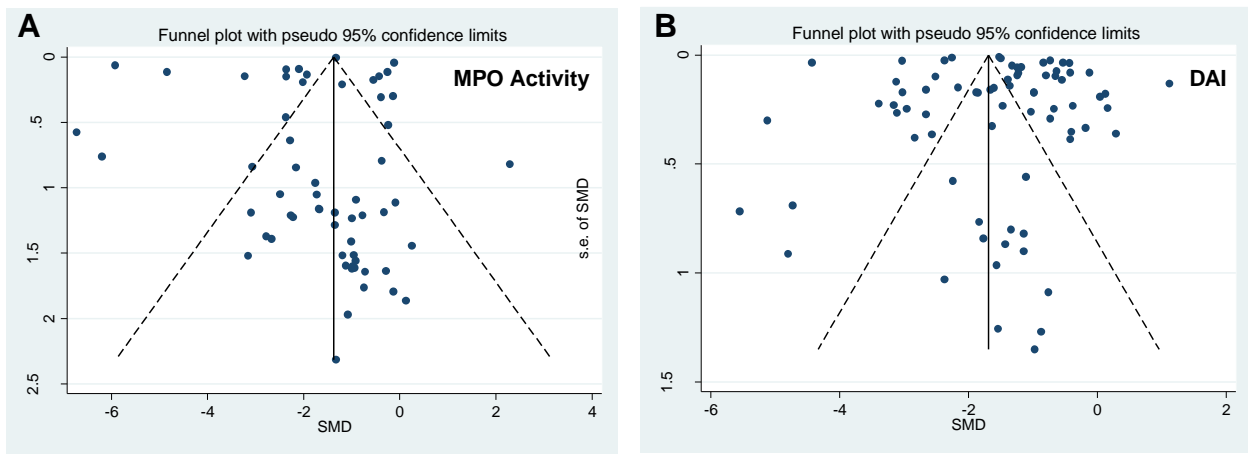 A
Funnel plot with pseudo 95% confidence limits
MPO Activity
0
.5
1
1.5
2
2.5
-6
-4
-2
0
2
4
SMD
B
Funnel plot with pseudo 95% confidence limits
DAI
s.e. of SMD
0
.5
1
1.5
-6
-4
-2
0
2
SMD